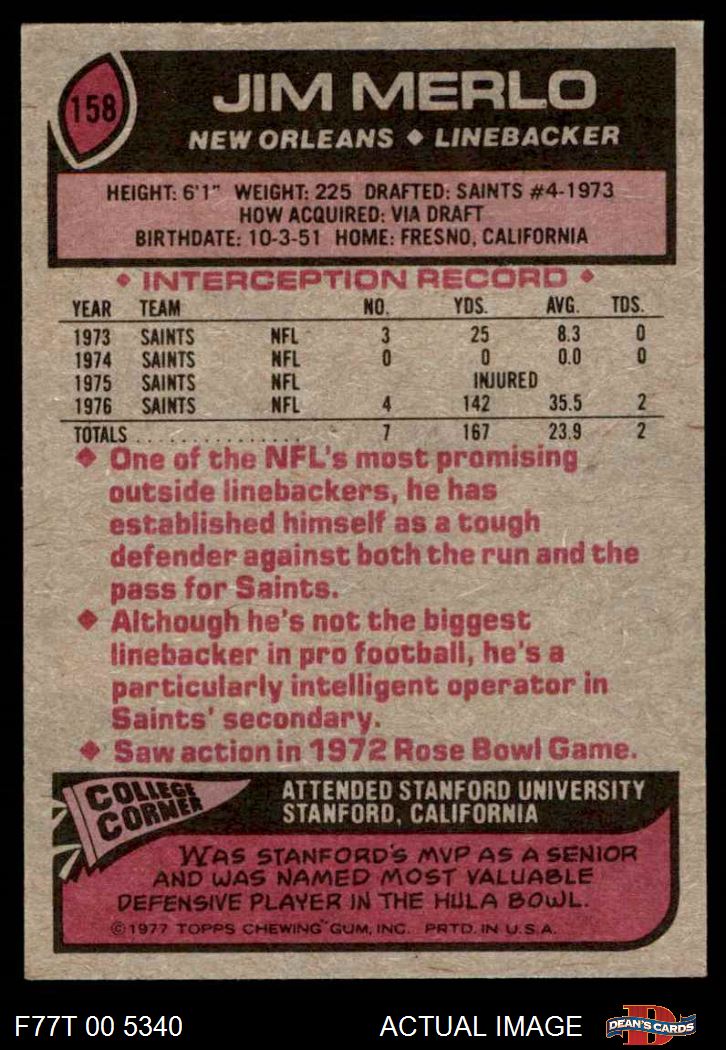 158
JIM MERLO
NEW ORLEANS ◆ LINEBACKER
HEIGHT: 6'1" WEIGHT: 225 DRAFTED: SAINTS #4-1973
HOW ACQUIRED: VIA DRAFT
BIRTHDATE: 10-3-51 HOME: FRESNO, CALIFORNIA
◆ INTERCEPTION RECORD ◆
YEAR TEAM NO. YDS. AVG. TDS.
1973 SAINTS NFL 3 25 8.3 0
1974 SAINTS NFL 0 0 0.0 0
1975 SAINTS NFL INJURED
1976 SAINTS NFL 4 142 35.5 2
TOTALS . . . . . . . . . . . . . . . 7 167 23.9 2
◆ One of the NFL's most promising
outside linebackers, he has
established himself as a tough
defender against both the run and the
pass for Saints.
◆ Although he's not the biggest
linebacker in pro football, he's a
particularly intelligent operator in
Saints' secondary.
◆ Saw action in 1972 Rose Bowl Game.
COLLEGE
CORNER
ATTENDED STANFORD UNIVERSITY
STANFORD, CALIFORNIA
WAS STANFORD'S MVP AS A SENIOR
AND WAS NAMED MOST VALUABLE
DEFENSIVE PLAYER IN THE HULA BOWL.
©1977 TOPPS CHEWING GUM, INC. PRTD. IN U.S.A.
F77T 00 5340 ACTUAL IMAGE
D
DEAN'S CARDS